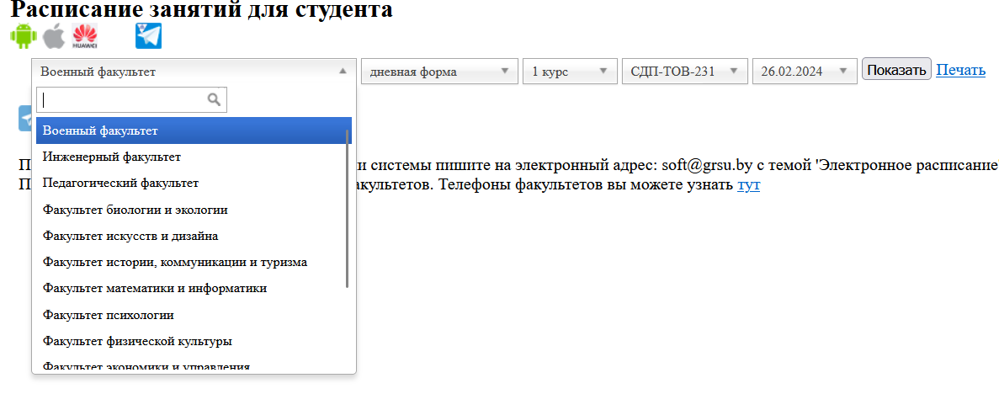 Расписание занятий для студента
HUAWEI
Военный факультет дневная форма 1 курс СДП-ТОВ-231 26.02.2024 Показать Печать
Военный факультет
Инженерный факультет
П и системы пишите на электронный адрес: soft@grsu.by с темой 'Электронное расписание'
Педагогический факультет
П культетов. Телефоны факультетов вы можете узнать тут
Факультет биологии и экологии
Факультет искусств и дизайна
Факультет истории, коммуникации и туризма
Факультет математики и информатики
Факультет психологии
Факультет физической культуры
Факультет экономики и управления